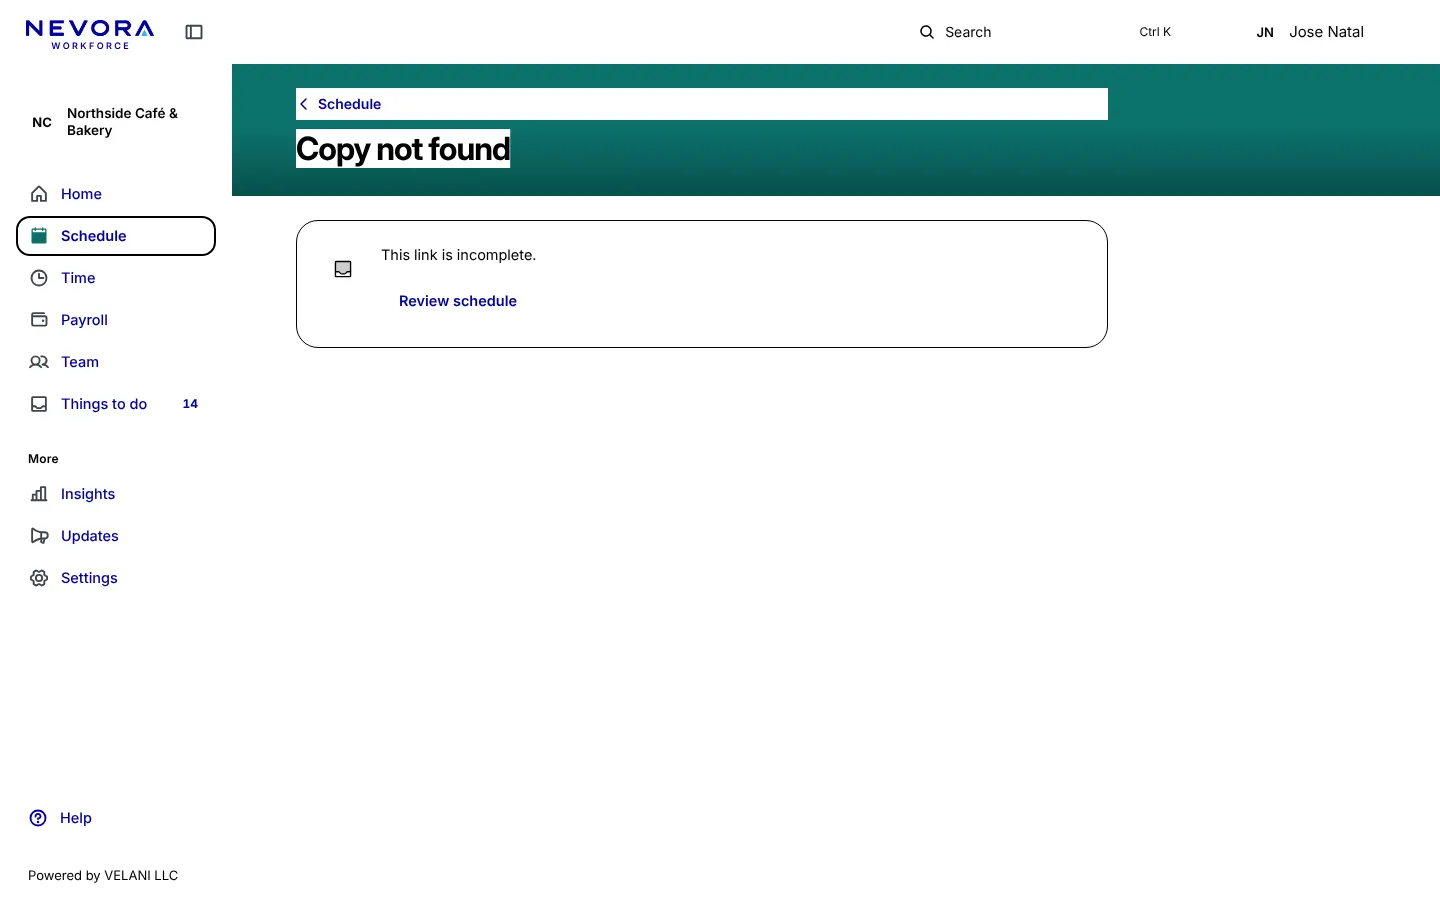 NEVORA
WORKFORCE
Search
Ctrl K
JN
Jose Natal
NC
Northside Café &
Bakery
Home
Schedule
Time
Payroll
Team
Things to do
14
More
Insights
Updates
Settings
Help
Powered by VELANI LLC
Schedule
Copy not found
This link is incomplete.
Review schedule